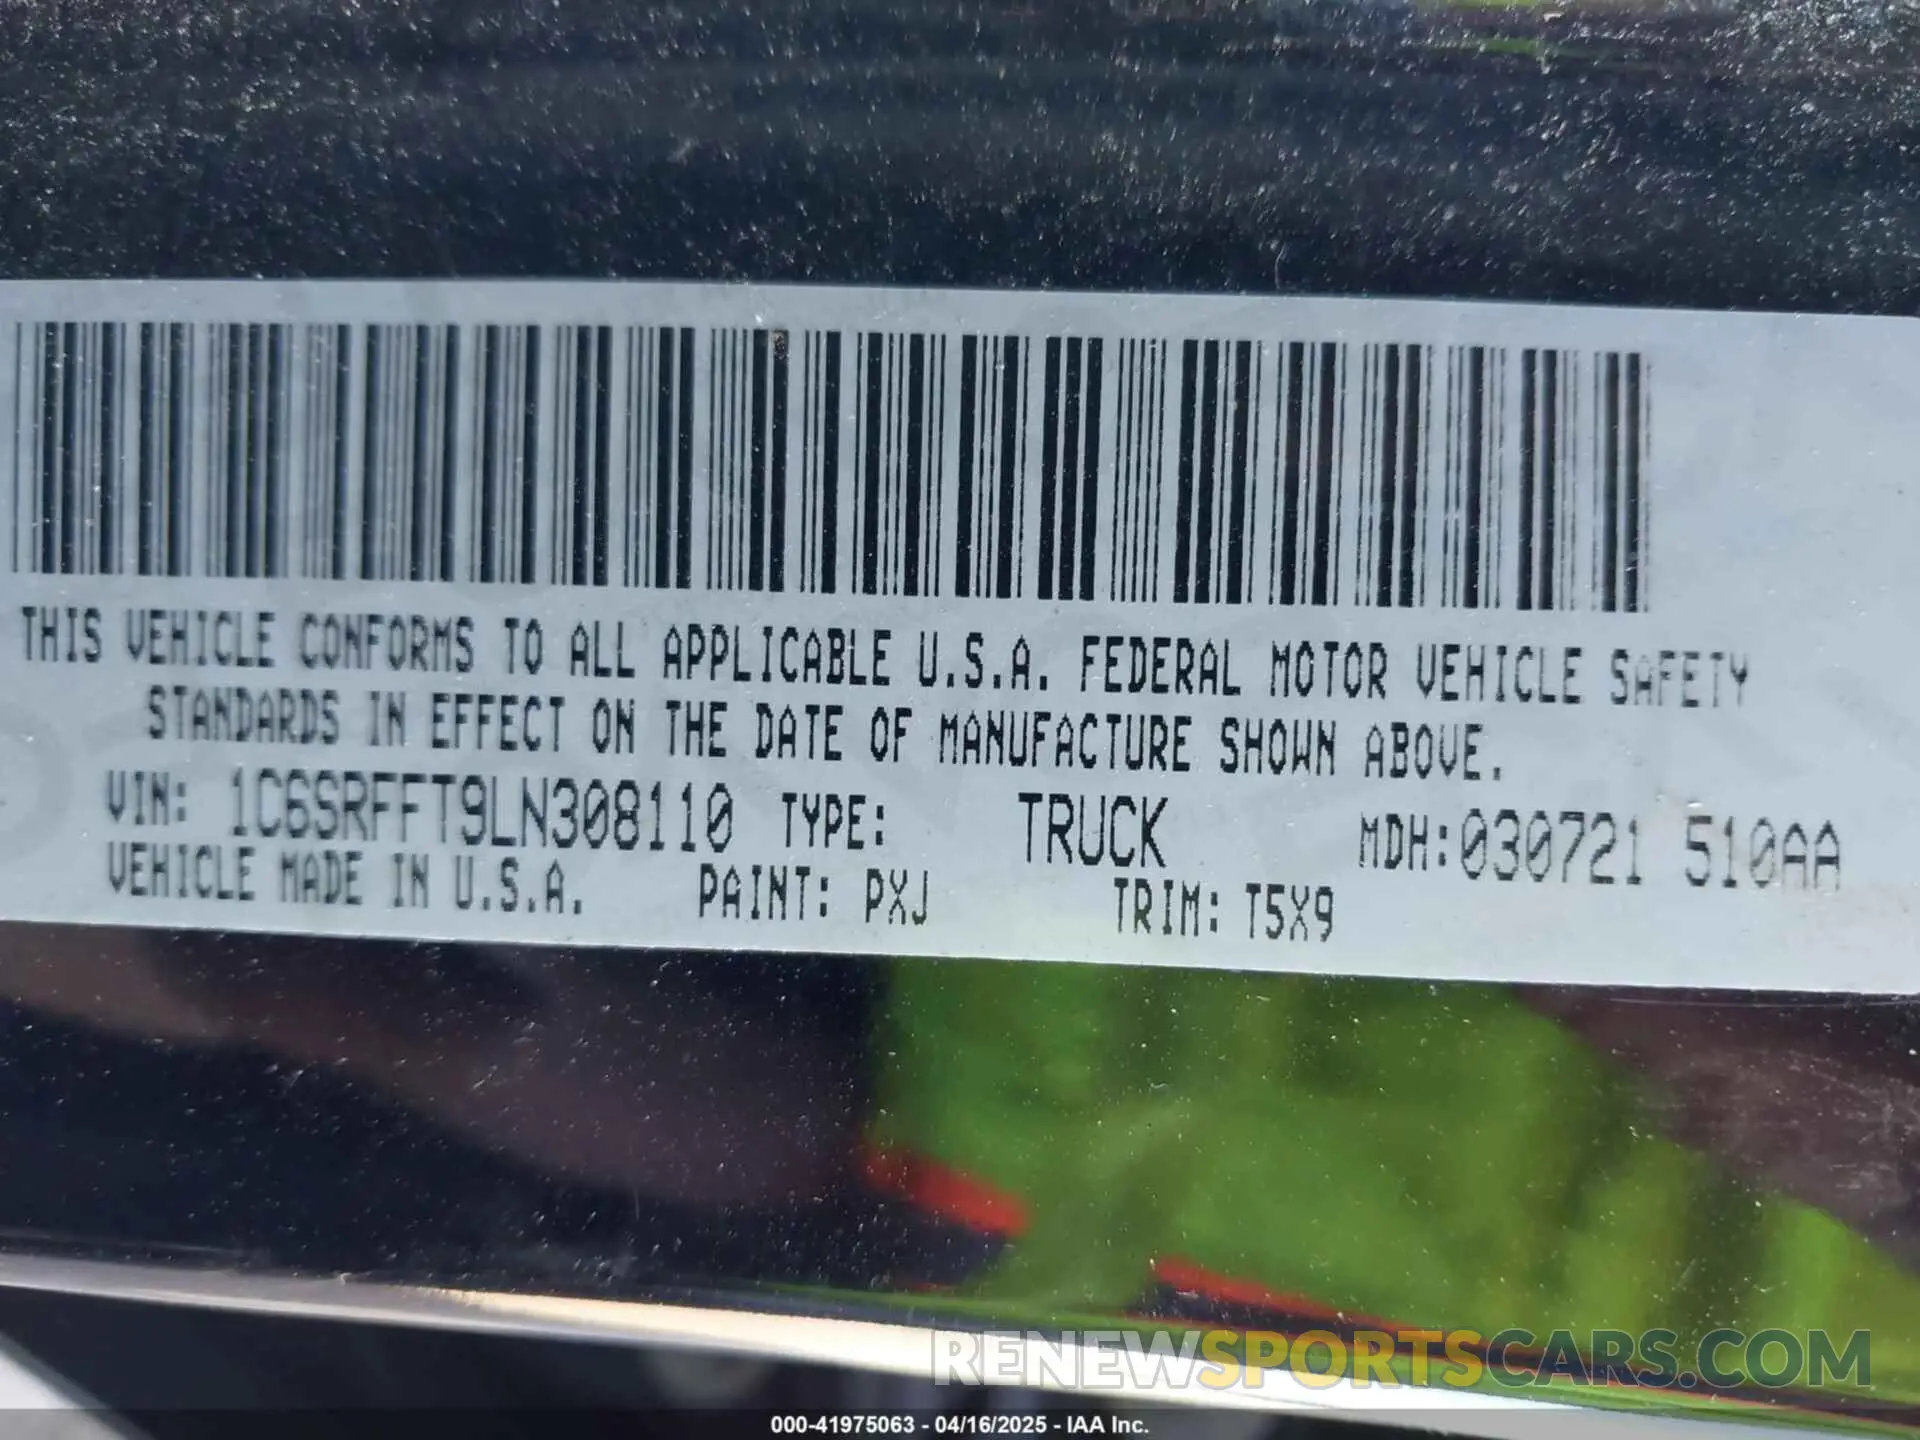 THIS VEHICLE CONFORMS TO ALL APPLICABLE U.S.A. FEDERAL MOTOR VEHICLE SAFETY
STANDARDS IN EFFECT ON THE DATE OF MANUFACTURE SHOWN ABOVE.
VIN: 1C6SRFFT9LN308110 TYPE: TRUCK MDH:030721 510AA
VEHICLE MADE IN U.S.A. PAINT: PXJ TRIM: T5X9
RENEWSPORTSCARS.COM
000-41975063 - 04/16/2025 - IAA Inc.